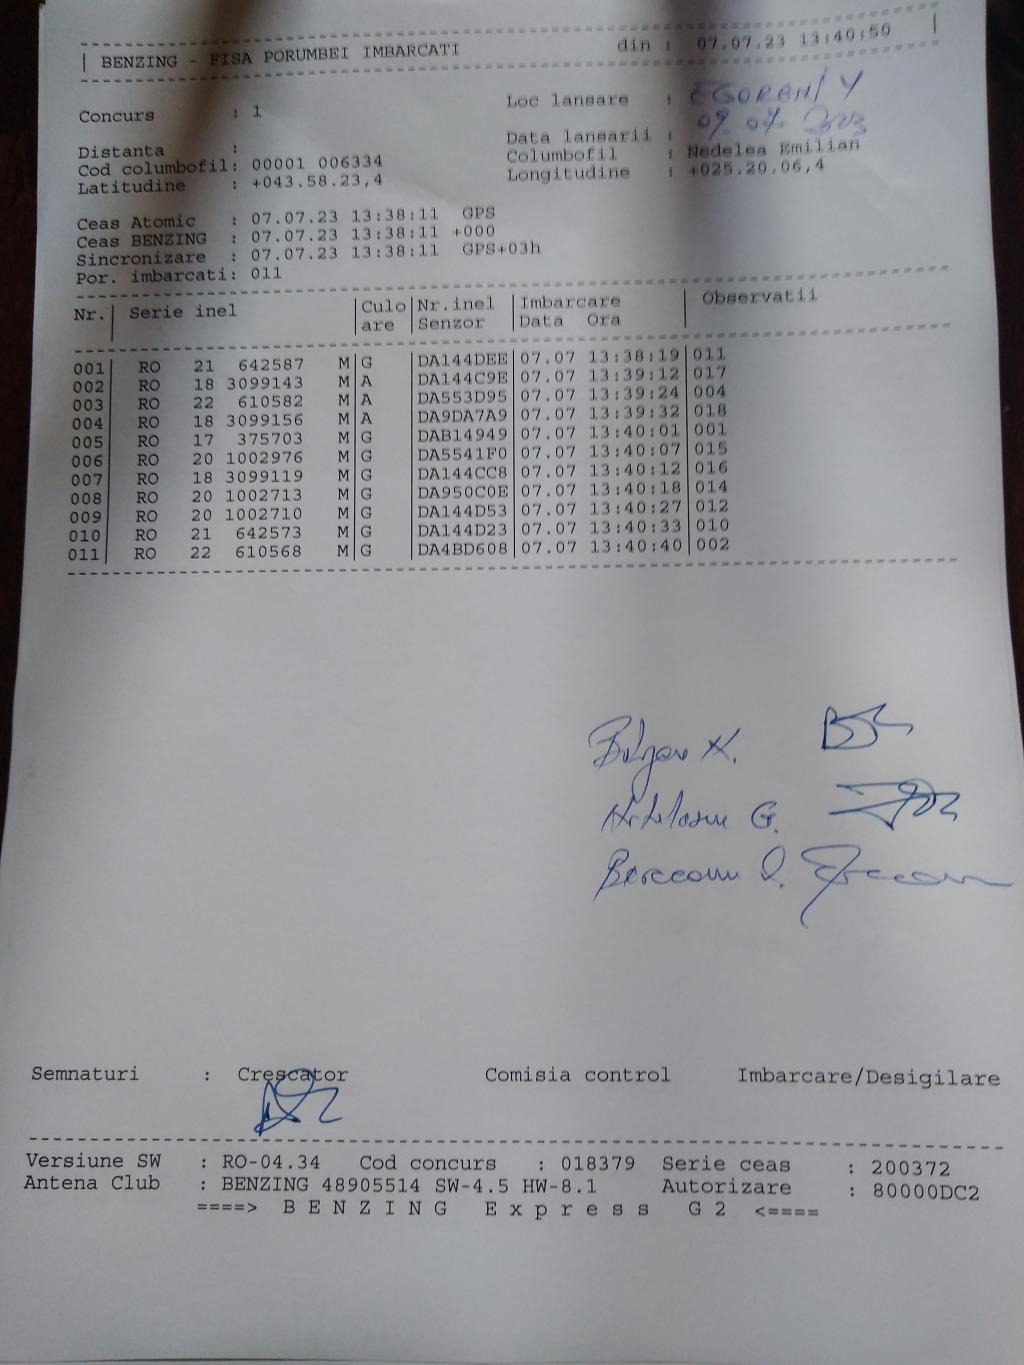 BENZING - FISA PORUMBEI IMBARCATI din : 07.07.23 13:40:50
Concurs : 1 Loc lansare :
09.07.2023
Distanta : Data lansarii :
Cod columbofil: 00001 006334 Columbofil : Nedelea Emilian
Latitudine : +043.58.23,4 Longitudine : +025.20.06,4
Ceas Atomic : 07.07.23 13:38:11 GPS
Ceas BENZING : 07.07.23 13:38:11 +000
Sincronizare : 07.07.23 13:38:11 GPS+03h
Por. imbarcati: 011
Nr. Serie inel Culo Nr.inel Imbarcare Observatii
are Senzor Data Ora
001 RO 21 642587 M G DA144DEE 07.07 13:38:19 011
002 RO 18 3099143 M A DA144C9E 07.07 13:39:12 017
003 RO 22 610582 M A DA553D95 07.07 13:39:24 004
004 RO 18 3099156 M A DA9DA7A9 07.07 13:39:32 018
005 RO 17 375703 M G DAB14949 07.07 13:40:01 001
006 RO 20 1002976 M G DA5541F0 07.07 13:40:07 015
007 RO 18 3099119 M G DA144CC8 07.07 13:40:12 016
008 RO 20 1002713 M G DA950C0E 07.07 13:40:18 014
009 RO 20 1002710 M G DA144D53 07.07 13:40:27 012
010 RO 21 642573 M G DA144D23 07.07 13:40:33 010
011 RO 22 610568 M G DA4BD608 07.07 13:40:40 002
Semnaturi : Crescator Comisia control Imbarcare/Desigilare
Versiune SW : RO-04.34 Cod concurs : 018379 Serie ceas : 200372
Antena Club : BENZING 48905514 SW-4.5 HW-8.1 Autorizare : 80000DC2
====> B E N Z I N G E x p r e s s G 2 <====